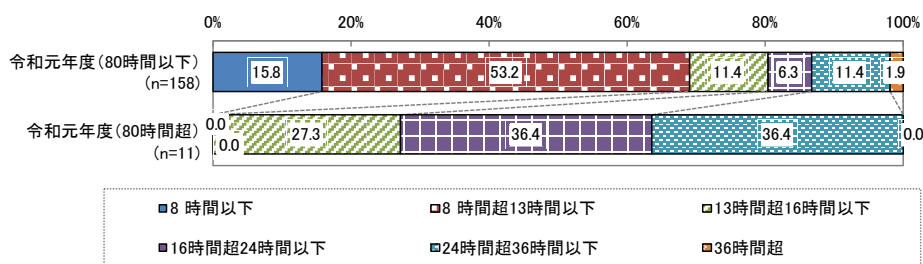 0% 20% 40% 60% 80% 100%
令和元年度(80時間以下)
(n=158)
15.8 53.2 11.4 6.3 11.4 1.9
令和元年度(80時間超)
(n=11)
0.0 0.0 27.3 36.4 36.4 0.0
8 時間以下 8 時間超13時間以下 13時間超16時間以下
16時間超24時間以下 24時間超36時間以下 36時間超